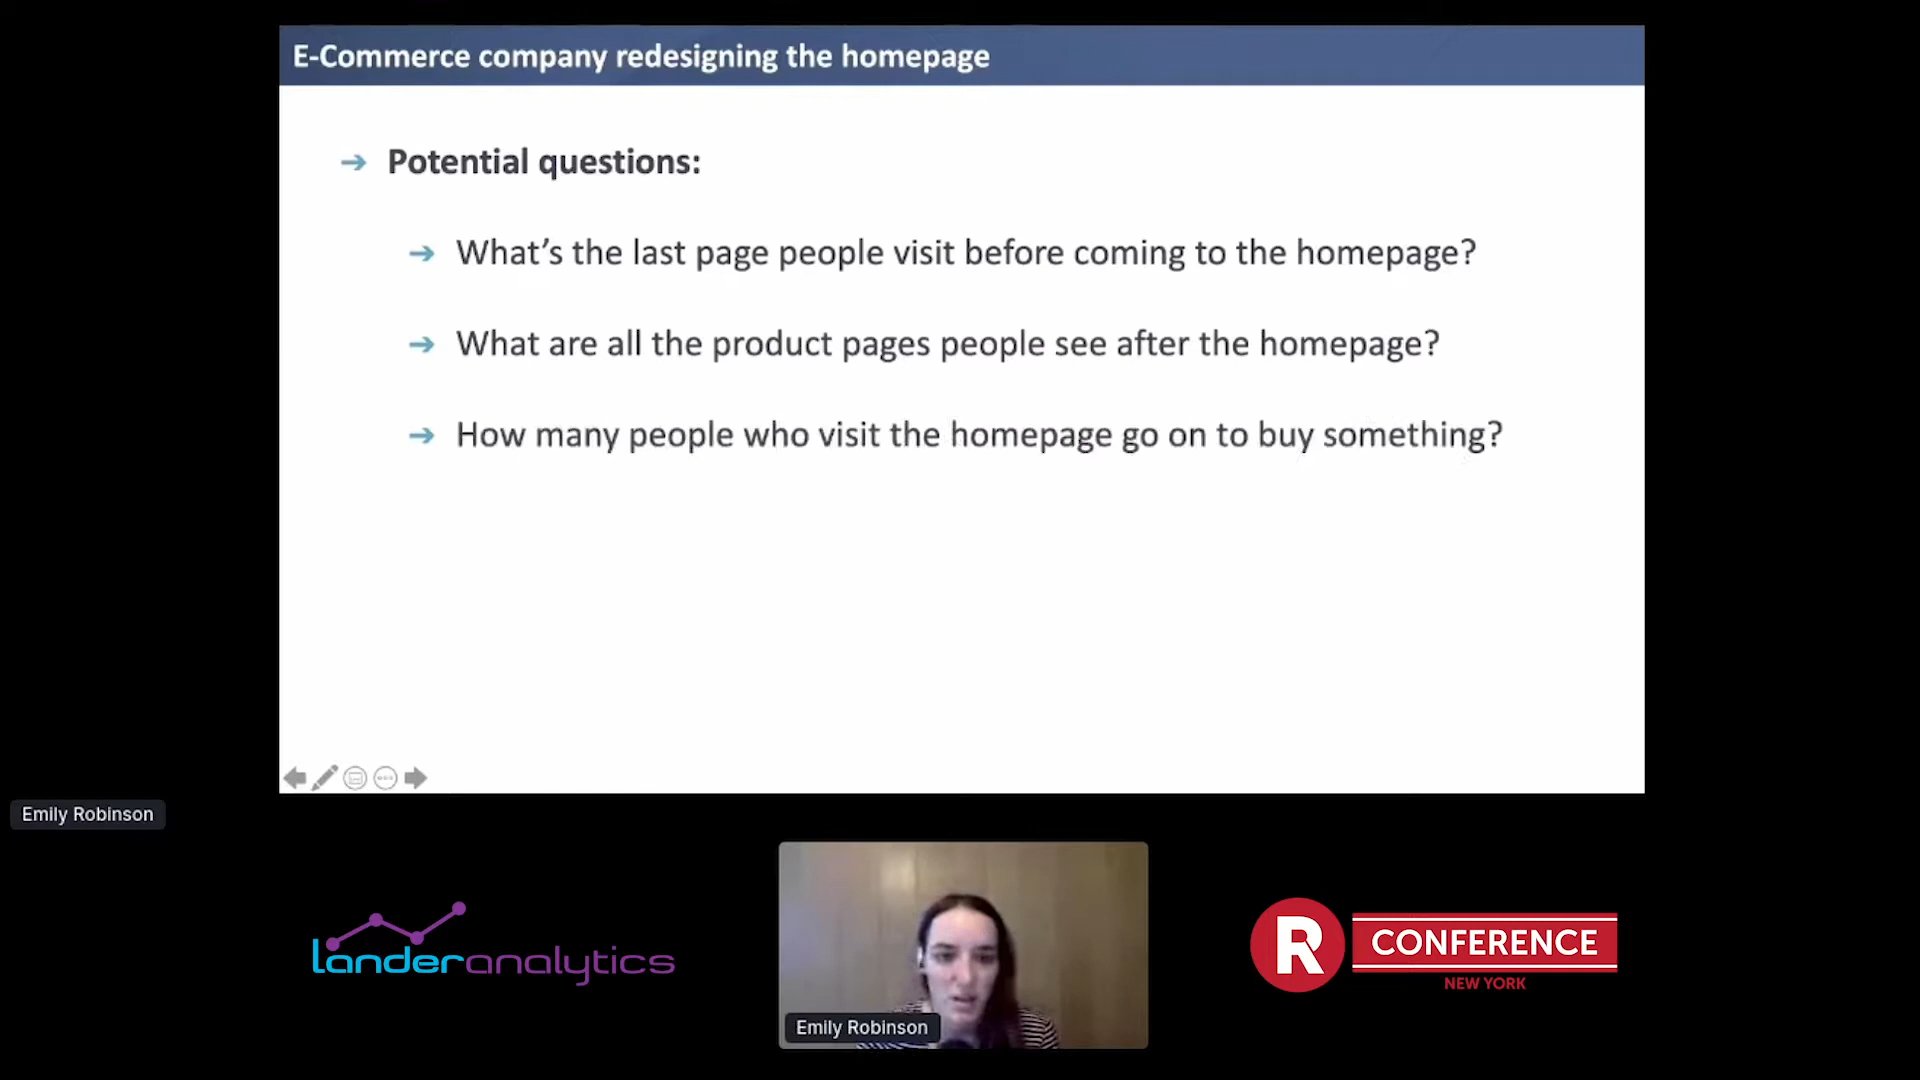 E-Commerce company redesigning the homepage
Potential questions:
What’s the last page people visit before coming to the homepage?
What are all the product pages people see after the homepage?
How many people who visit the homepage go on to buy something?
Emily Robinson
landeranalytics
Emily Robinson
R
CONFERENCE
NEW YORK